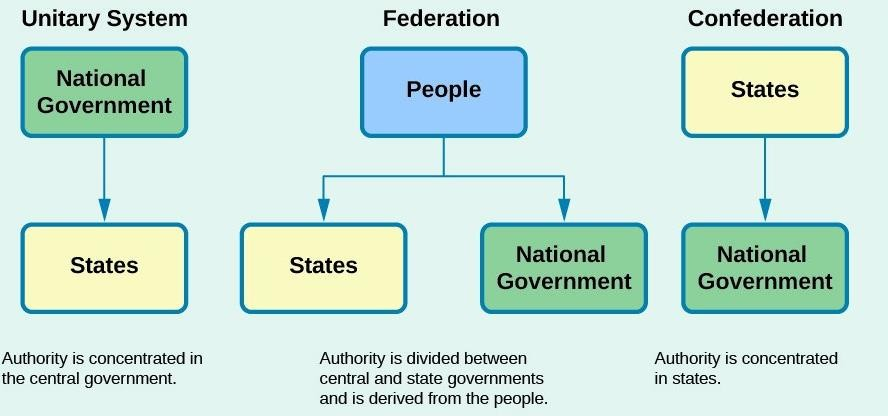 Unitary System
National
Government
States
Authority is concentrated in
the central government.
Federation
People
States
National
Government
Authority is divided between
central and state governments
and is derived from the people.
Confederation
States
National
Government
Authority is concentrated
in states.